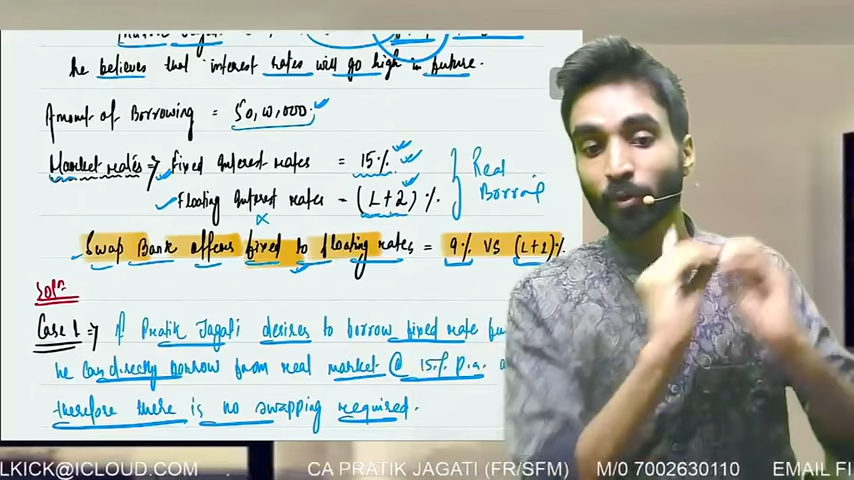 he believes that interest rates will go high in future.
Amount of Borrowing = 50,00,000
Market rates => Fixed Interest rates = 15%
Floating Interest rates = (L+2)%
} Real Borrowing
Swap Bank offers fixed to floating rates = 9% VS (L+1)%
Solⁿ:
Case 1 => if Pratik Jagati desires to borrow fixed rate
he can directly borrow from real market @ 15% p.a.
therefore there is no swapping required.
LKICK@ICLOUD.COM CA PRATIK JAGATI (FR/SFM) M/0 7002630110 EMAIL FI